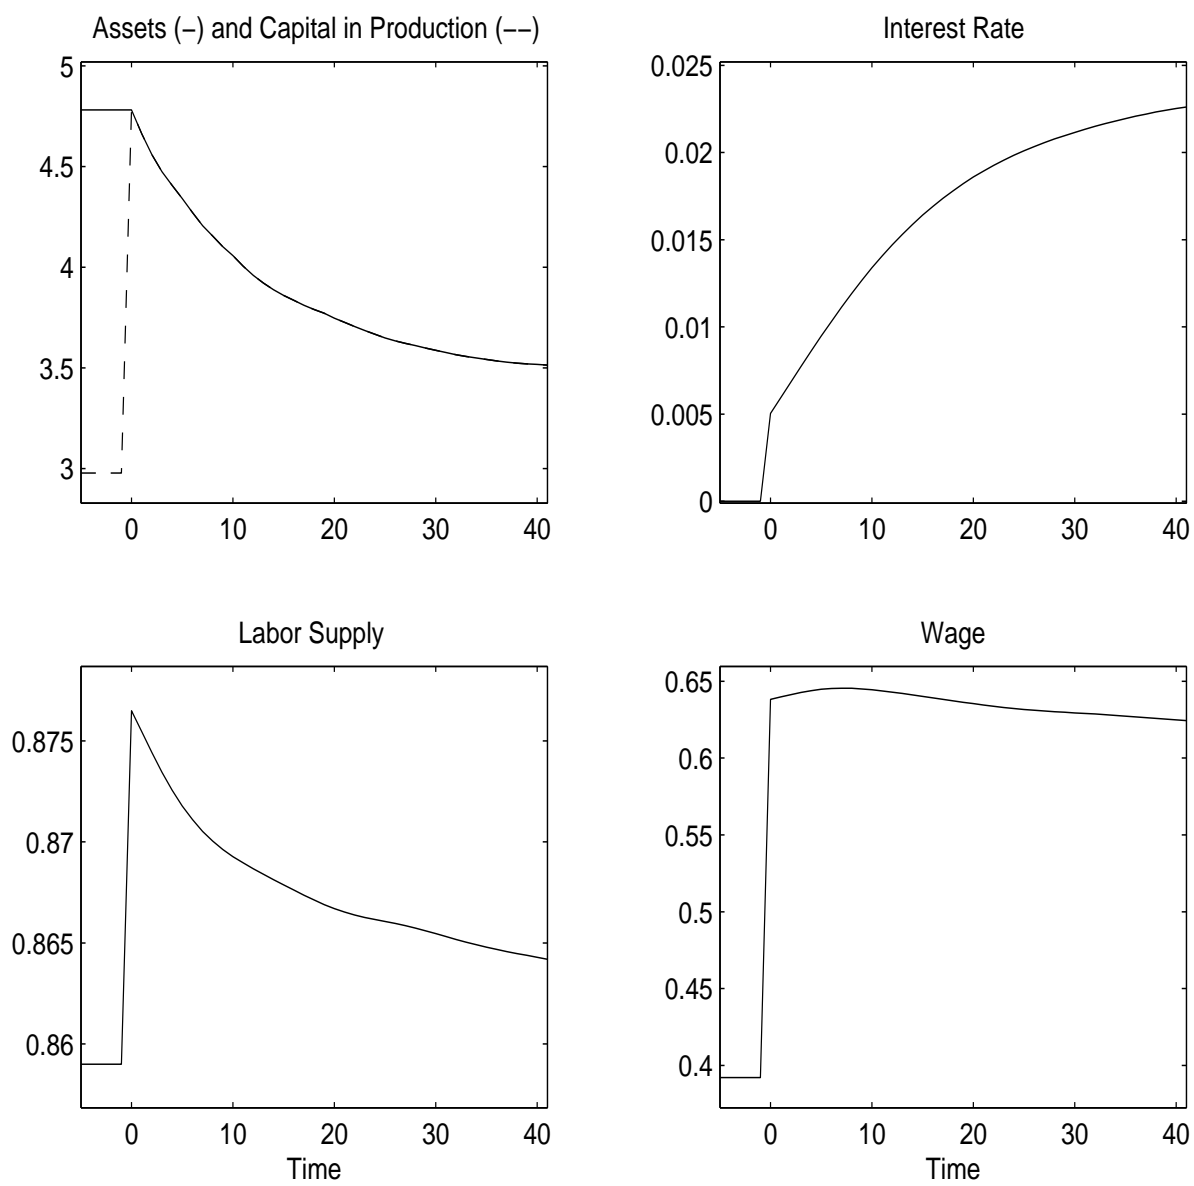 Assets (−) and Capital in Production (−−)
5
4.5
4
3.5
3
0 10 20 30 40
Interest Rate
0.025
0.02
0.015
0.01
0.005
0
0 10 20 30 40
Labor Supply
0.875
0.87
0.865
0.86
0 10 20 30 40
Time
Wage
0.65
0.6
0.55
0.5
0.45
0.4
0 10 20 30 40
Time